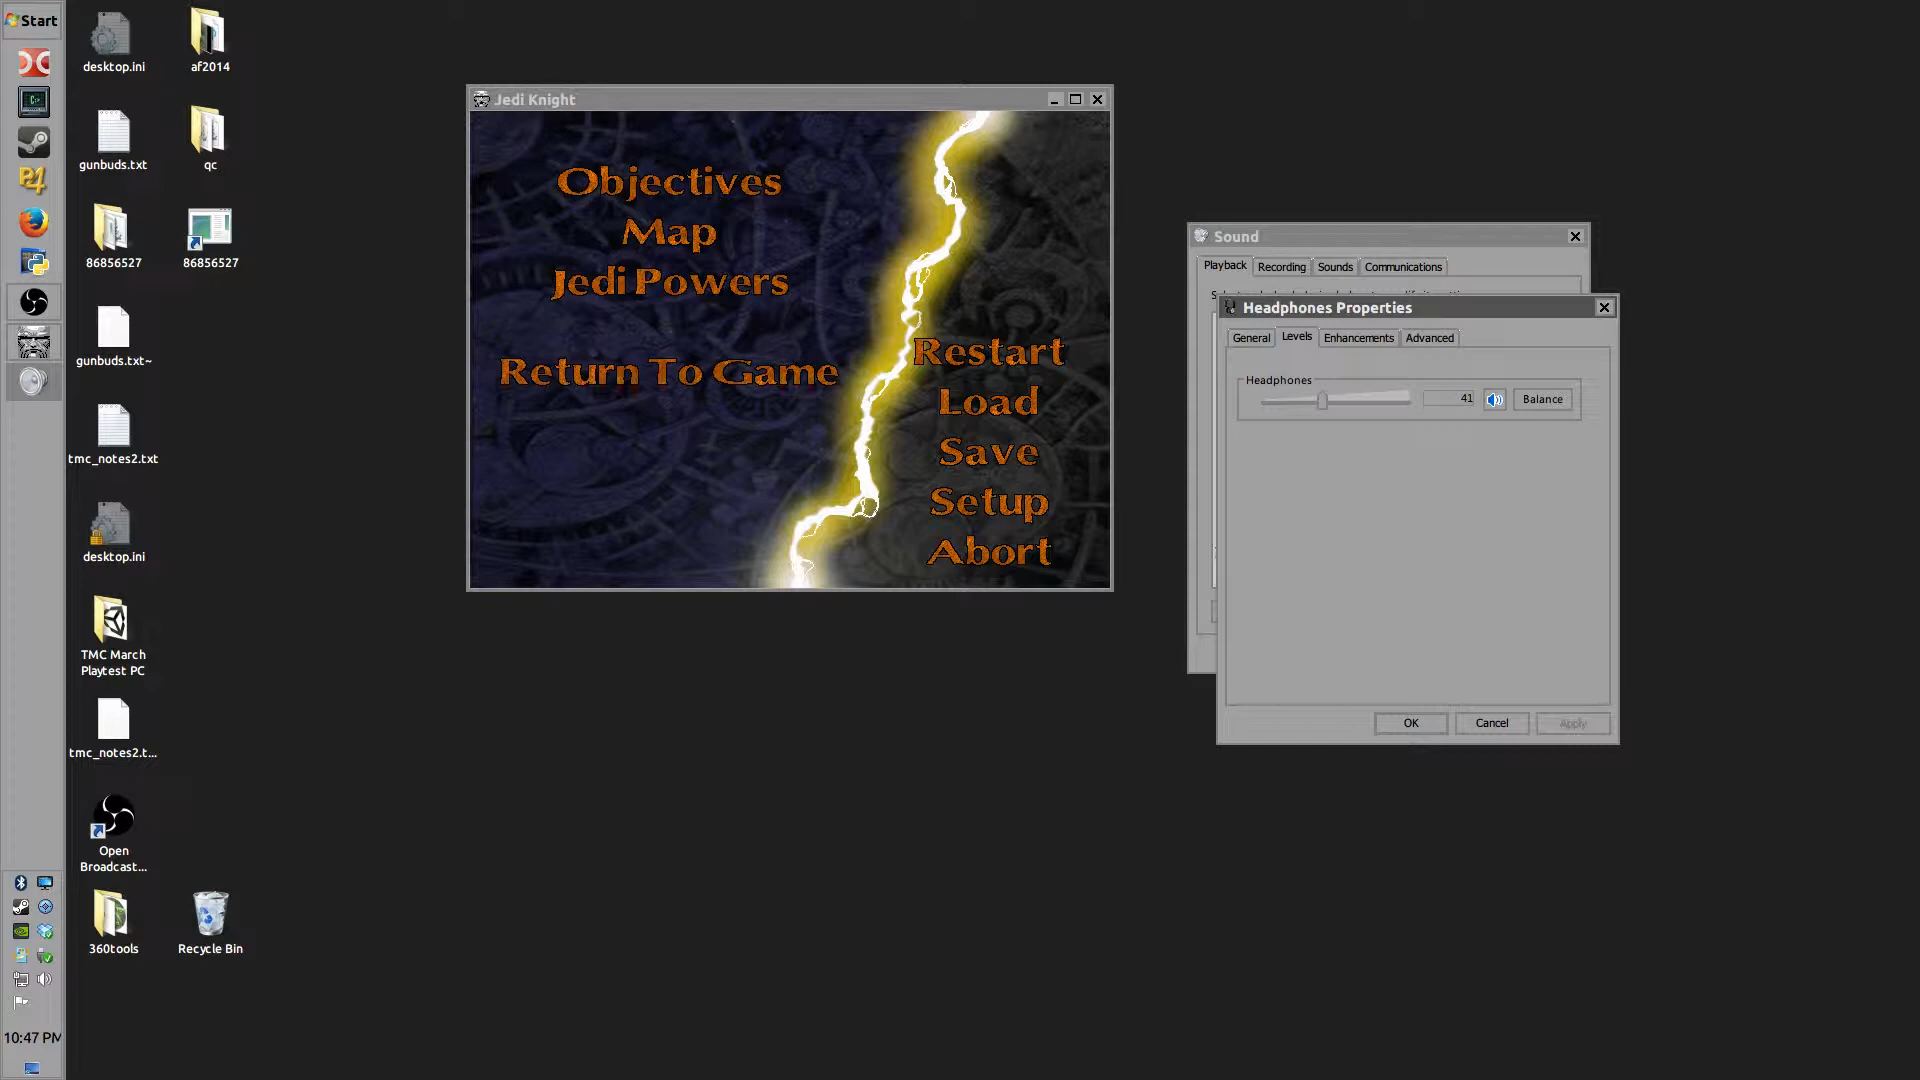 Start
desktop.ini
af2014
gunbuds.txt
qc
86856527
86856527
gunbuds.txt~
tmc_notes2.txt
desktop.ini
TMC March
Playtest PC
tmc_notes2.t...
Open
Broadcast...
360tools
Recycle Bin
10:47 PM
Jedi Knight
Objectives
Map
Jedi Powers
Return To Game
Restart
Load
Save
Setup
Abort
Sound
Playback Recording Sounds Communications
Headphones Properties
General Levels Enhancements Advanced
Headphones
41 Balance
OK Cancel Apply